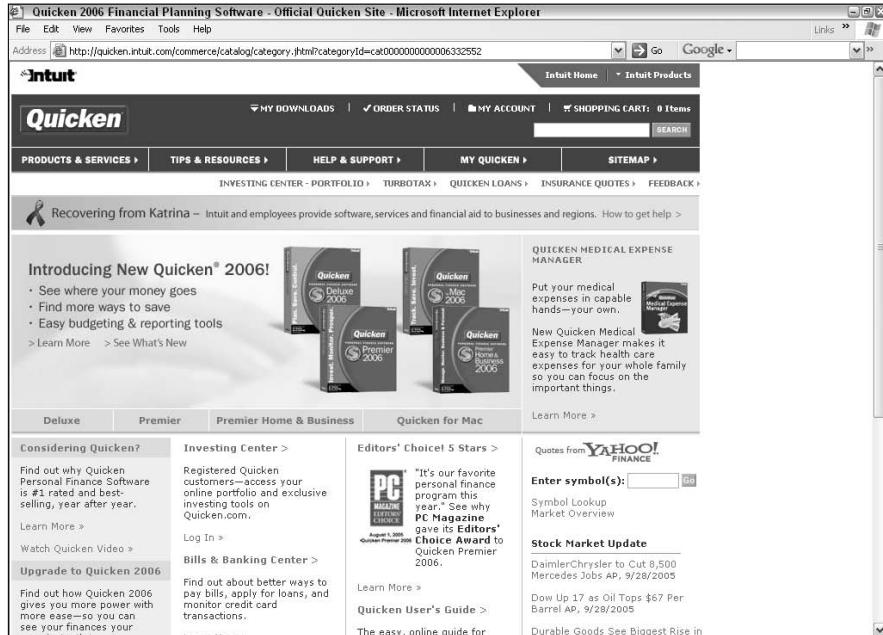 Quicken 2006 Financial Planning Software - Official Quicken Site - Microsoft Internet Explorer
File Edit View Favorites Tools Help
Links »
Address http://quicken.intuit.com/commerce/catalog/category.jhtml?categoryId=cat0000000000006332552
Go
Google
»
Intuit
Intuit Home
Intuit Products
MY DOWNLOADS | ORDER STATUS | MY ACCOUNT | SHOPPING CART: 0 Items
Quicken
SEARCH
PRODUCTS & SERVICES
TIPS & RESOURCES
HELP & SUPPORT
MY QUICKEN
SITEMAP
INVESTING CENTER - PORTFOLIO
TURBOTAX
QUICKEN LOANS
INSURANCE QUOTES
FEEDBACK
Recovering from Katrina – Intuit and employees provide software, services and financial aid to businesses and regions. How to get help >
Introducing New Quicken® 2006!
• See where your money goes
• Find more ways to save
• Easy budgeting & reporting tools
> Learn More > See What's New
Quicken
Deluxe
2006
Quicken
Mac
2006
Quicken
Premier
2006
Quicken
Premier
Home &
Business
2006
QUICKEN MEDICAL EXPENSE
MANAGER
Put your medical
expenses in capable
hands—your own.
Medical Expense
Manager
New Quicken Medical
Expense Manager makes it
easy to track health care
expenses for your whole family
so you can focus on the
important things.
Learn More »
Deluxe
Premier
Premier Home & Business
Quicken for Mac
Considering Quicken?
Find out why Quicken
Personal Finance Software
is #1 rated and best-
selling, year after year.
Learn More »
Watch Quicken Video »
Upgrade to Quicken 2006
Find out how Quicken 2006
gives you more power with
more ease—so you can
see your finances your
Investing Center >
Registered Quicken
customers—access your
online portfolio and exclusive
investing tools on
Quicken.com.
Log In »
Bills & Banking Center >
Find out about better ways to
pay bills, apply for loans, and
monitor credit card
transactions.
Editors' Choice! 5 Stars >
PC
MAGAZINE
EDITORS'
CHOICE
August 1, 2005
Quicken Premier 2006
"It's our favorite
personal finance
program this
year." See why
PC Magazine
gave its Editors'
Choice Award to
Quicken Premier
2006.
Learn More »
Quicken User's Guide >
The easy, online guide for
Quotes from YAHOO!
FINANCE
Enter symbol(s):
Go
Symbol Lookup
Market Overview
Stock Market Update
DaimlerChrysler to Cut 8,500
Mercedes Jobs AP, 9/28/2005
Dow Up 17 as Oil Tops $67 Per
Barrel AP, 9/28/2005
Durable Goods See Biggest Rise in